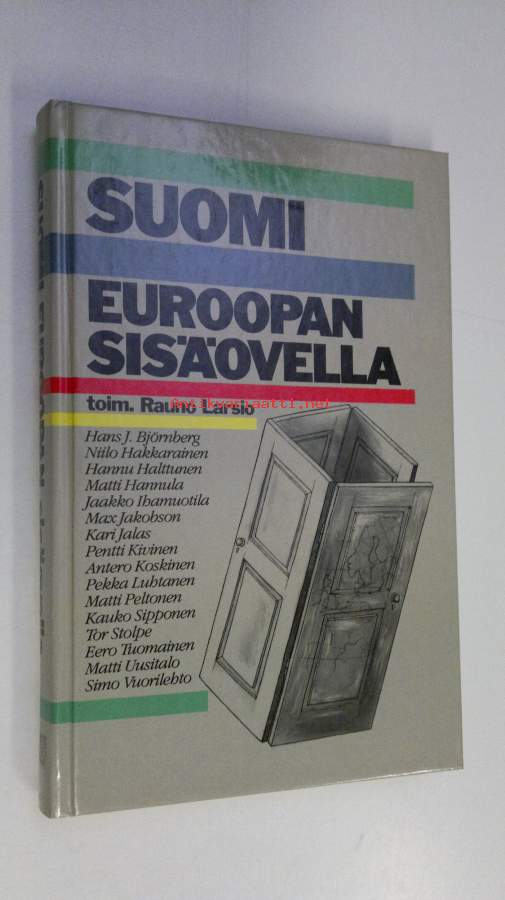 SUOMI
EUROOPAN
SISÄOVELLA
toim. Rauno Larsio
antikvariaatti.net
Hans J. Björnberg
Niilo Hakkarainen
Hannu Halttunen
Matti Hannula
Jaakko Ihamuotila
Max Jakobson
Kari Jalas
Pentti Kivinen
Antero Koskinen
Pekka Luhtanen
Matti Peltonen
Kauko Sipponen
Tor Stolpe
Eero Tuomainen
Matti Uusitalo
Simo Vuorilehto